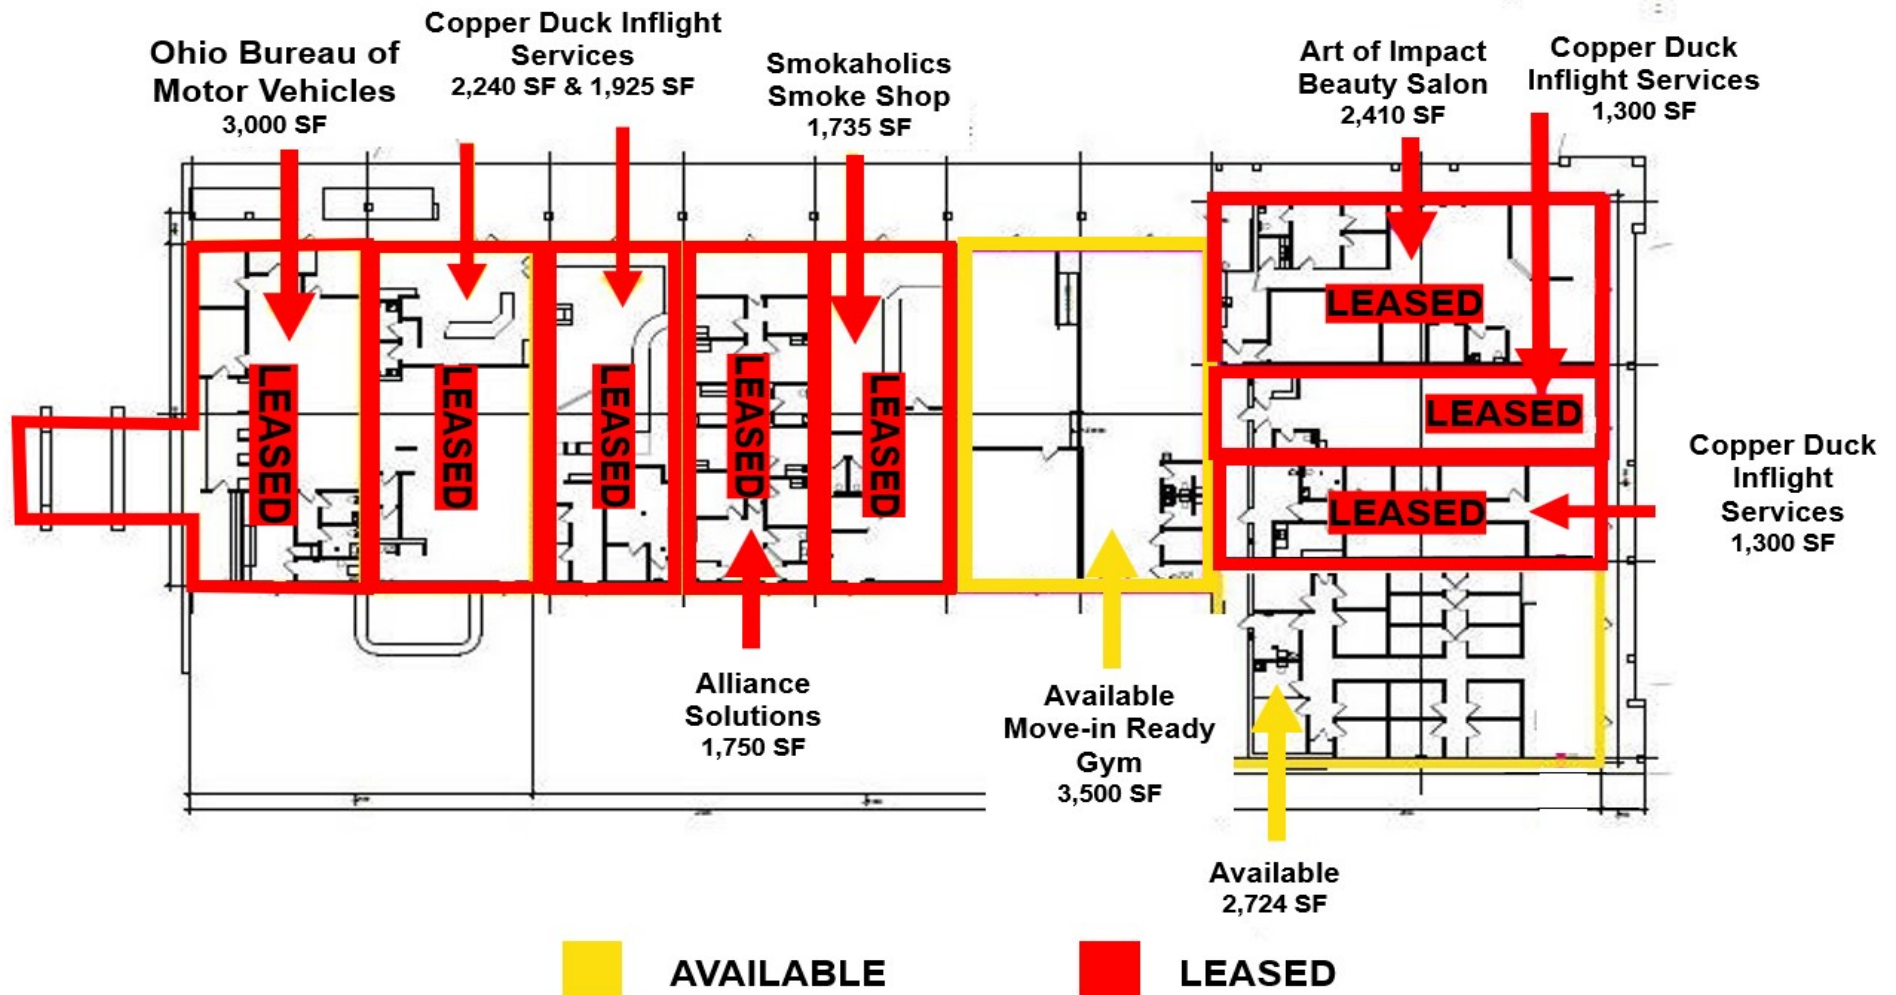 Ohio Bureau of
Motor Vehicles
3,000 SF
Copper Duck Inflight
Services
2,240 SF & 1,925 SF
Smokaholics
Smoke Shop
1,735 SF
Art of Impact
Beauty Salon
2,410 SF
Copper Duck
Inflight Services
1,300 SF
LEASED
LEASED
LEASED
LEASED
LEASED
LEASED
LEASED
LEASED
Copper Duck
Inflight
Services
1,300 SF
Alliance
Solutions
1,750 SF
Available
Move-in Ready
Gym
3,500 SF
Available
2,724 SF
AVAILABLE
LEASED